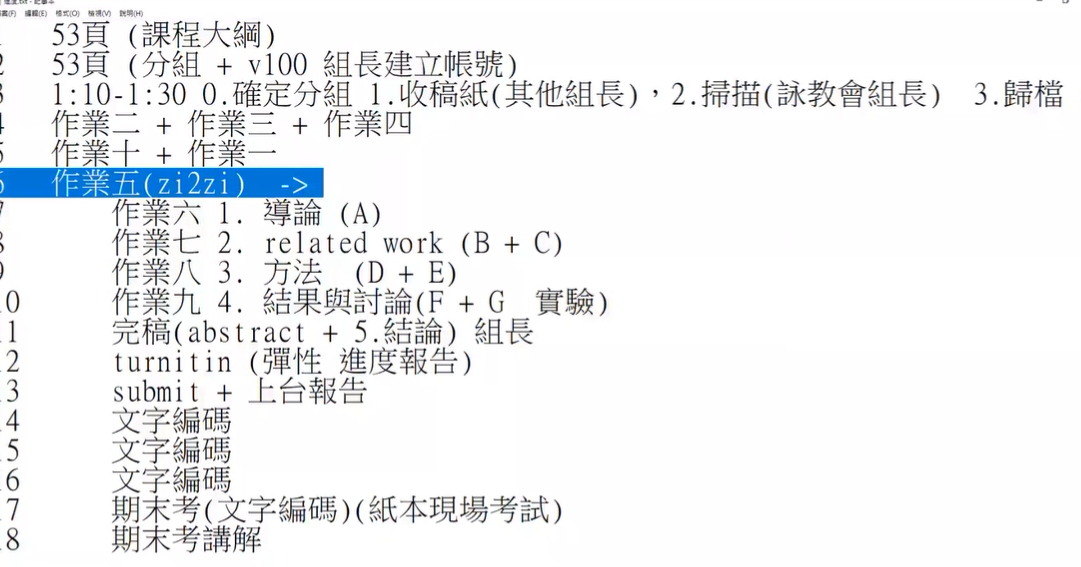 進度.txt - 記事本
檔案(F) 編輯(E) 格式(O) 檢視(V) 說明(H)
1 53頁 (課程大綱)
2 53頁 (分組 + v100 組長建立帳號)
3 1:10-1:30 0.確定分組 1.收稿紙(其他組長)，2.掃描(詠教會組長) 3.歸檔
4 作業二 + 作業三 + 作業四
5 作業十 + 作業一
6 作業五(zi2zi) ->
7 作業六 1. 導論 (A)
8 作業七 2. related work (B + C)
9 作業八 3. 方法 (D + E)
10 作業九 4. 結果與討論(F + G 實驗)
11 完稿(abstract + 5.結論) 組長
12 turnitin (彈性 進度報告)
13 submit + 上台報告
14 文字編碼
15 文字編碼
16 文字編碼
17 期末考(文字編碼)(紙本現場考試)
18 期末考講解